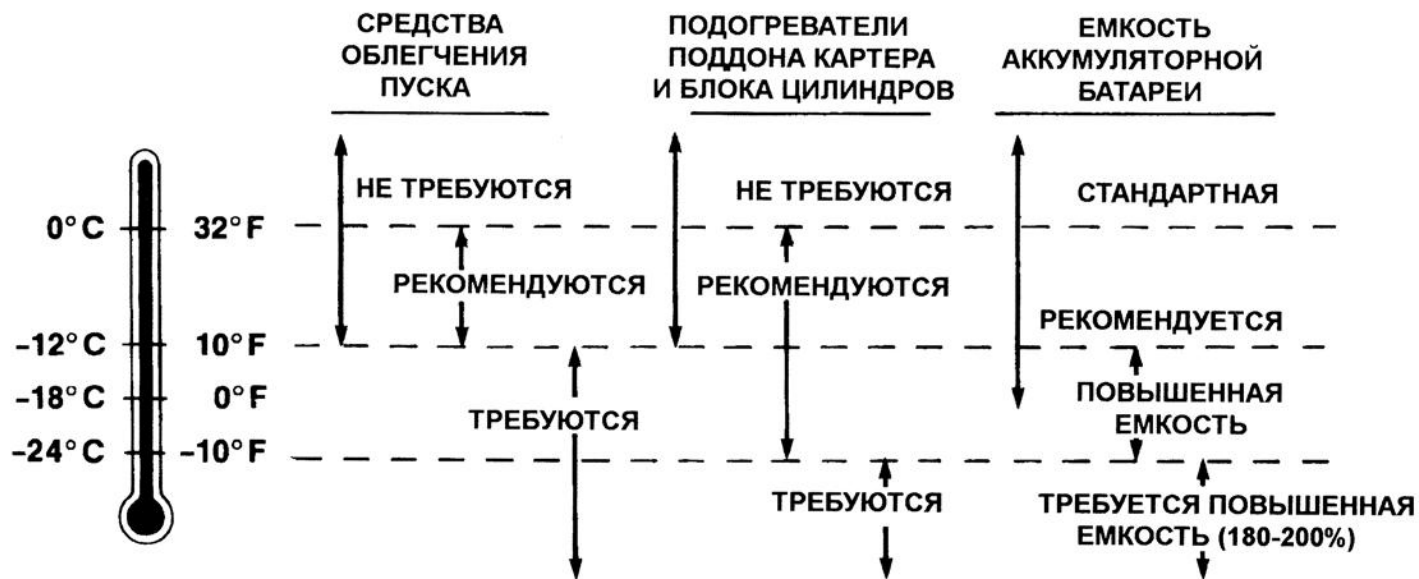 СРЕДСТВА
ОБЛЕГЧЕНИЯ
ПУСКА
ПОДОГРЕВАТЕЛИ
ПОДДОНА КАРТЕРА
И БЛОКА ЦИЛИНДРОВ
ЕМКОСТЬ
АККУМУЛЯТОРНОЙ
БАТАРЕИ
НЕ ТРЕБУЮТСЯ
НЕ ТРЕБУЮТСЯ
СТАНДАРТНАЯ
0°C
32°F
РЕКОМЕНДУЮТСЯ
РЕКОМЕНДУЮТСЯ
РЕКОМЕНДУЕТСЯ
–12°C
10°F
–18°C
0°F
ТРЕБУЮТСЯ
ПОВЫШЕННАЯ
ЕМКОСТЬ
–24°C
–10°F
ТРЕБУЮТСЯ
ТРЕБУЕТСЯ ПОВЫШЕННАЯ
ЕМКОСТЬ (180-200%)